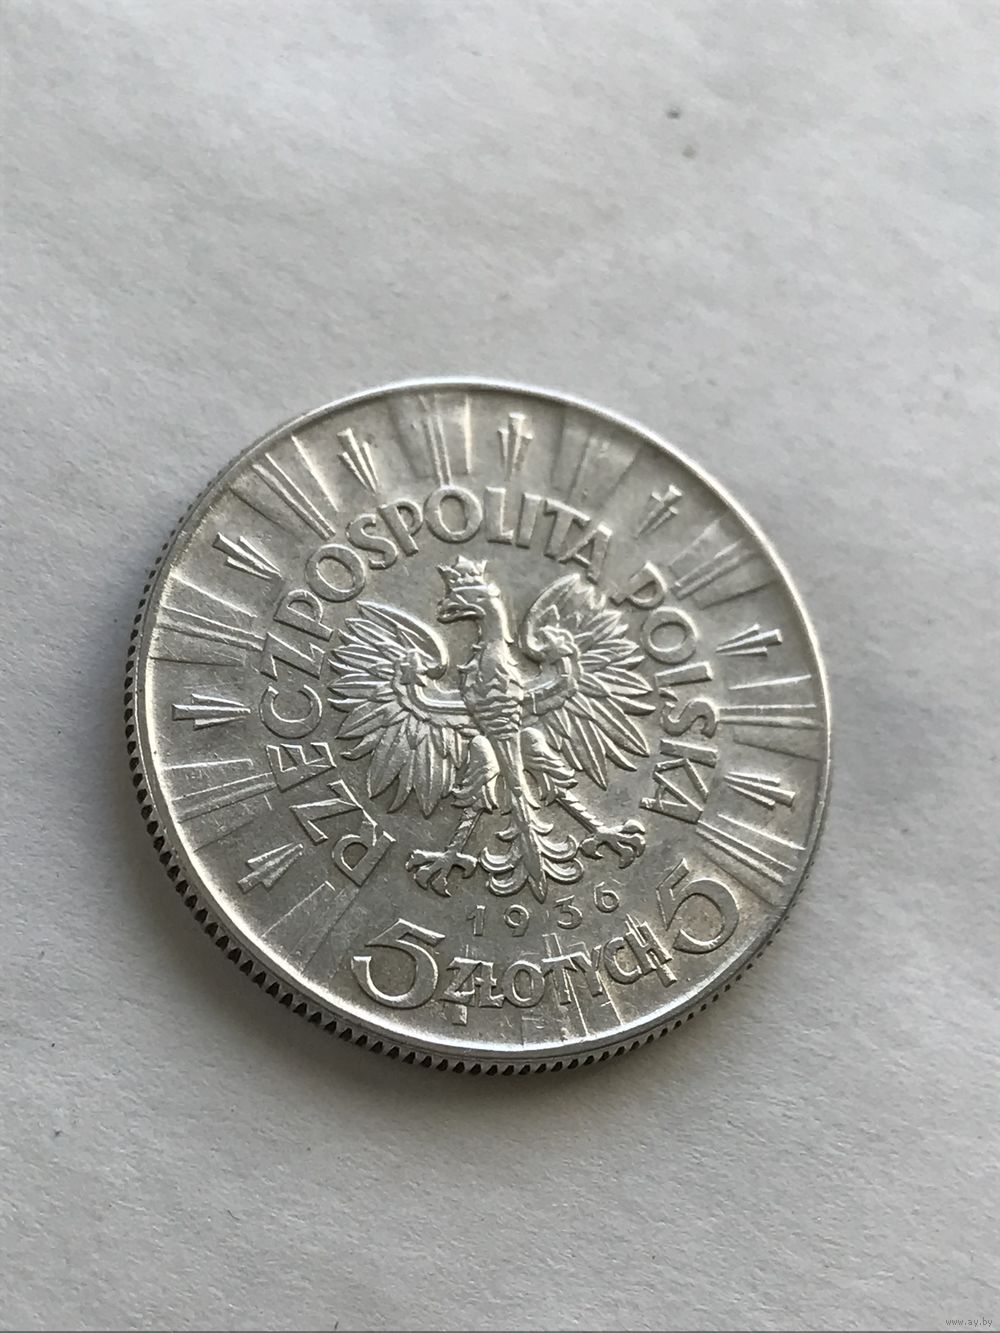 RZECZPOSPOLITA POLSKA
1936
5 ZŁOTYCH 5
www.ay.by